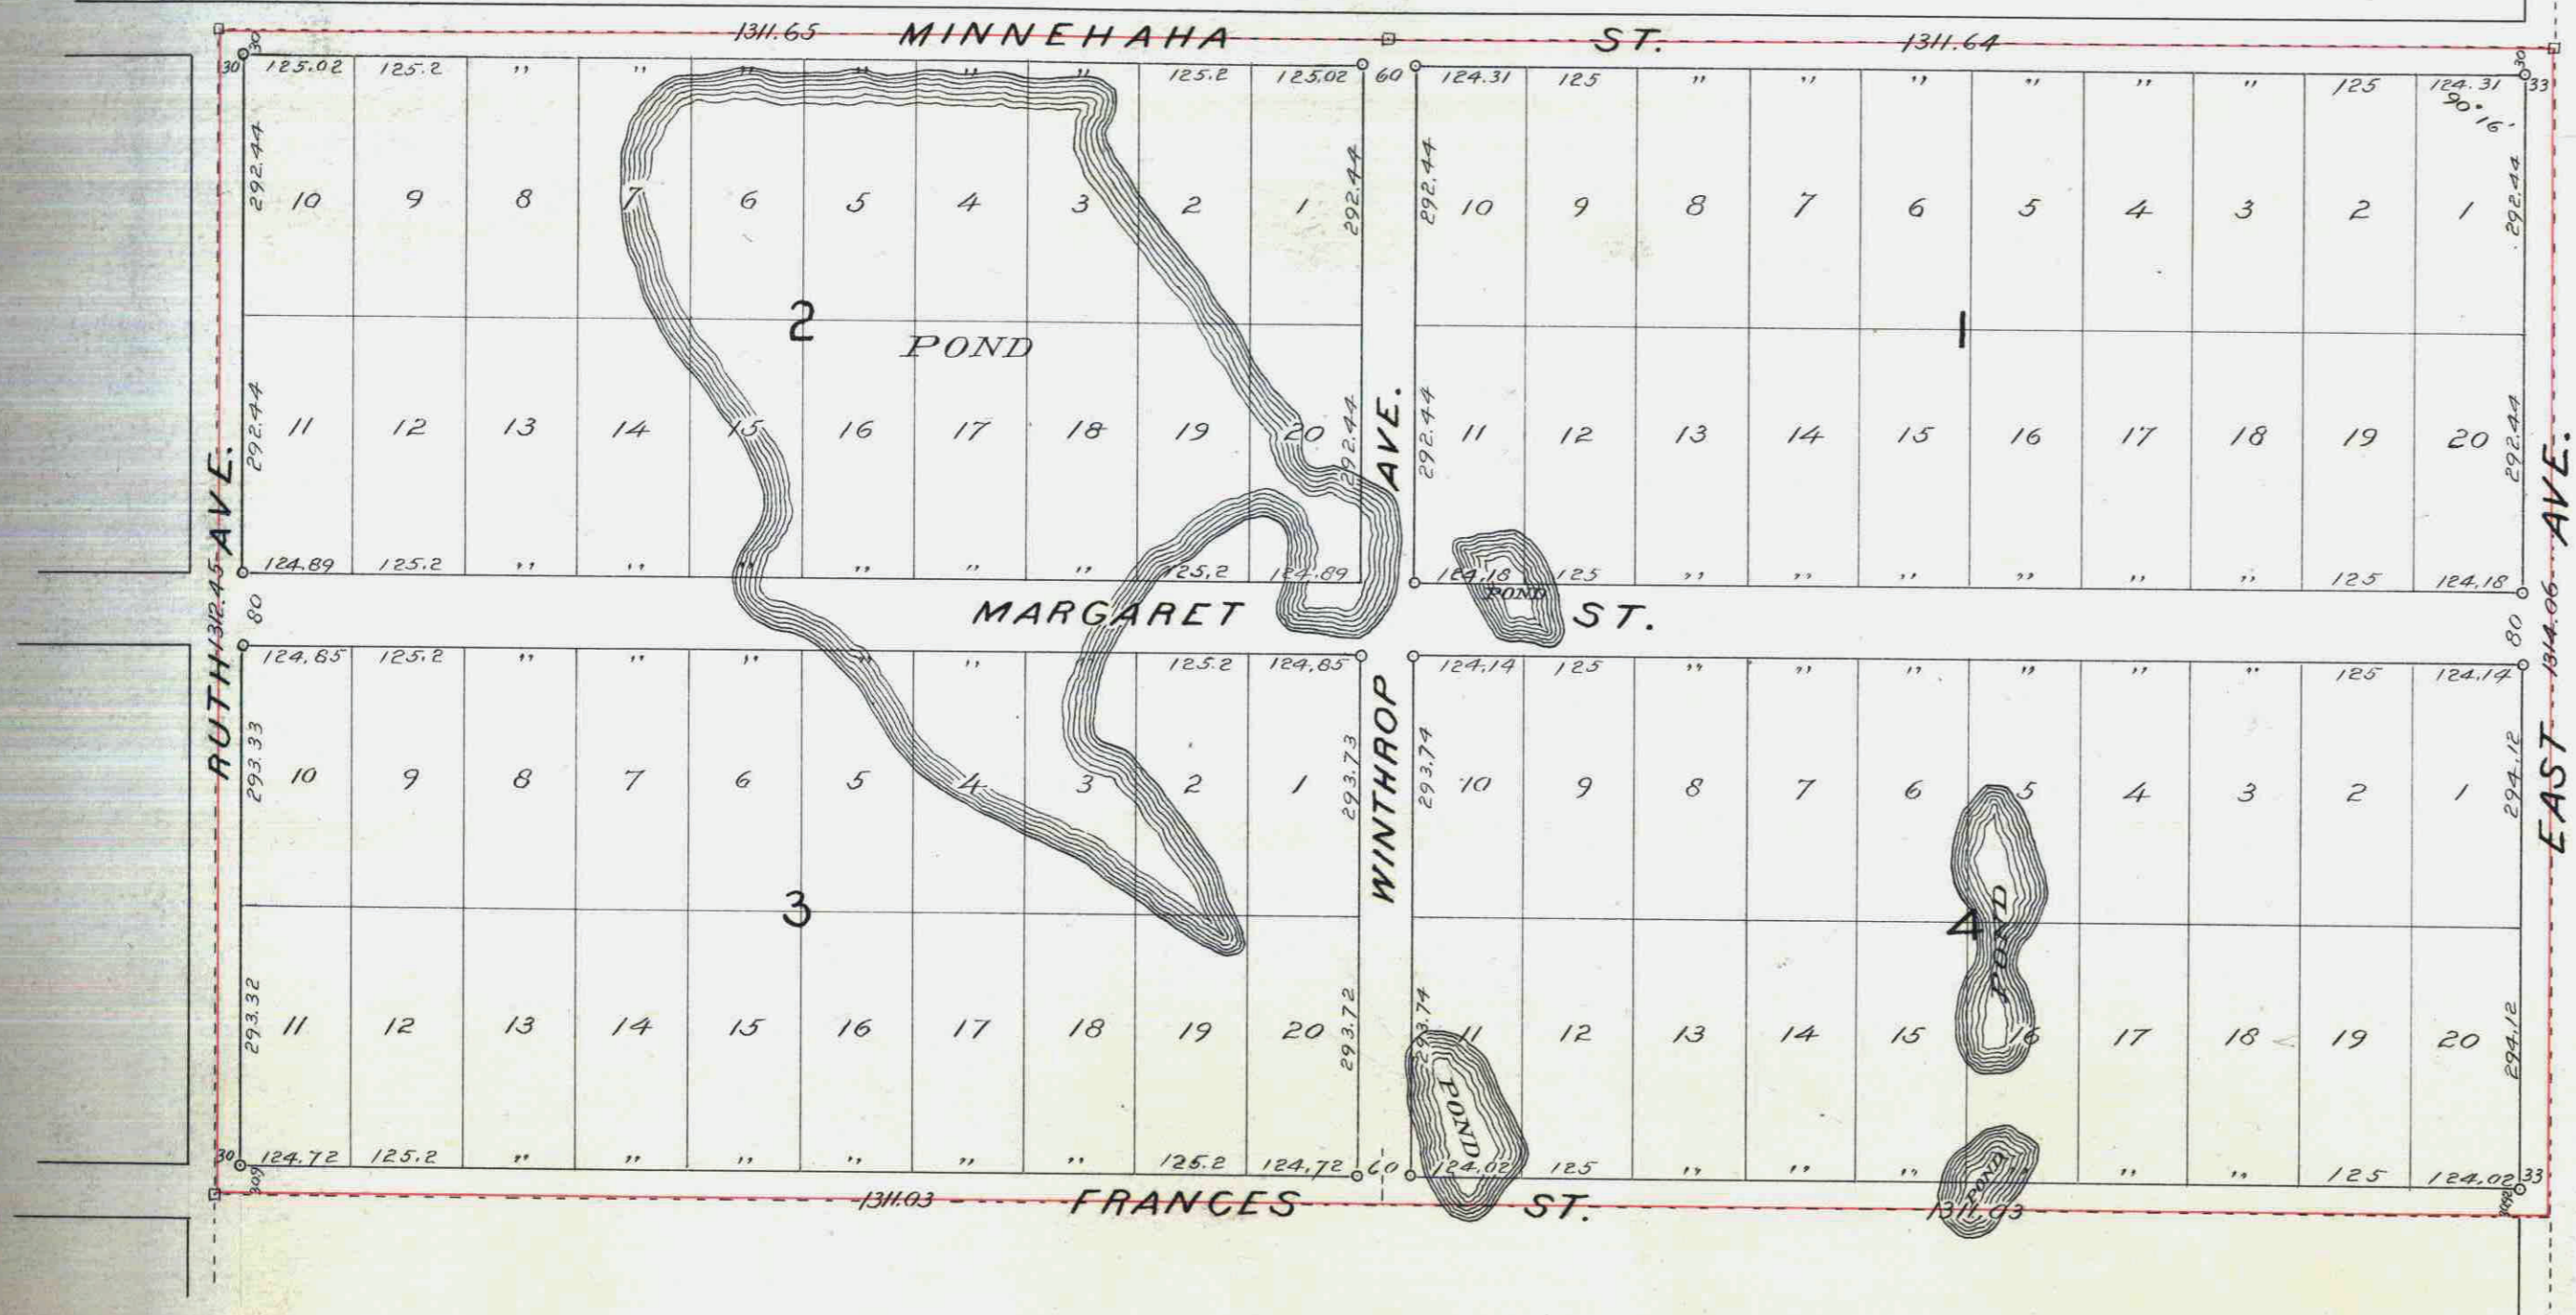 1311.65 MINNEHAHA ST. 1311.64
30 30 125.02 125.2 " " " " " " 125.2 125.02 60 124.31 125 " " " " " " 125 124.31 30 33
90° 16'
292.44 292.44 292.44 292.44
10 9 8 7 6 5 4 3 2 1 10 9 8 7 6 5 4 3 2 1
2 POND 1
292.44 292.44 292.44 292.44
11 12 13 14 15 16 17 18 19 20 11 12 13 14 15 16 17 18 19 20
124.89 125.2 " " " " " " 125.2 124.89 124.18 125 " " " " " " 125 124.18
POND
80 MARGARET ST. 80
RUTH 1312.45 AVE.
WINTHROP AVE.
EAST 1314.06 AVE.
124.85 125.2 " " " " " " 125.2 124.85 124.14 125 " " " " " " 125 124.14
293.33 293.73 293.74 294.12
10 9 8 7 6 5 4 3 2 1 10 9 8 7 6 5 4 3 2 1
3 4 POND
293.32 293.72 293.74 294.12
11 12 13 14 15 16 17 18 19 20 11 12 13 14 15 16 17 18 19 20
POND POND
30 124.72 125.2 " " " " " " 125.2 124.72 60 124.02 125 " " " " " " 125 124.02 33
309
1311.03 FRANCES ST. 1311.03